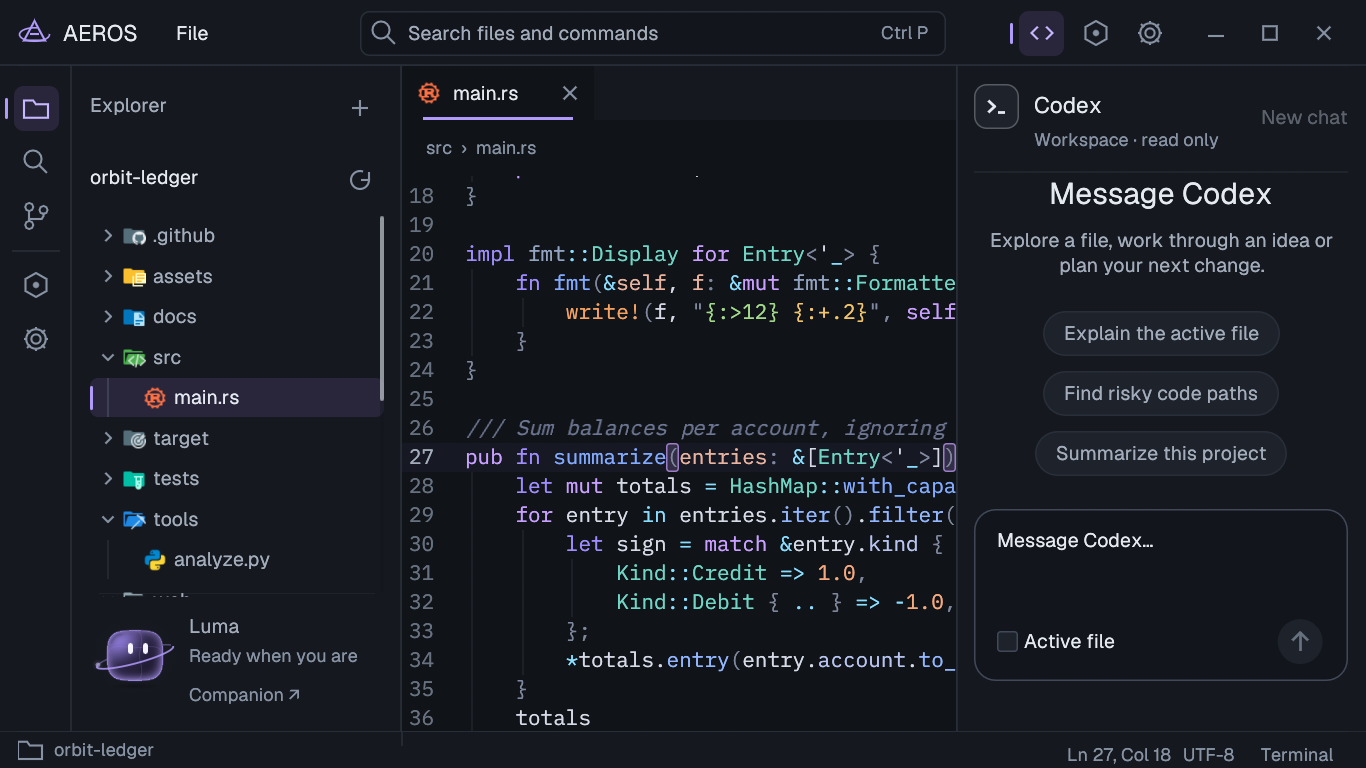 AEROS
File
Search files and commands
Ctrl P
Explorer
orbit-ledger
.github
assets
docs
src
main.rs
target
tests
tools
analyze.py
Luma
Ready when you are
Companion ↗
main.rs
src › main.rs
18 }
19
20 impl fmt::Display for Entry<'_> {
21     fn fmt(&self, f: &mut fmt::Formatte
22         write!(f, "{:>12} {:+.2}", self
23     }
24 }
25
26 /// Sum balances per account, ignoring
27 pub fn summarize(entries: &[Entry<'_>])
28     let mut totals = HashMap::with_capa
29     for entry in entries.iter().filter(
30         let sign = match &entry.kind {
31             Kind::Credit => 1.0,
32             Kind::Debit { .. } => -1.0,
33         };
34         *totals.entry(entry.account.to_
35     }
36     totals
Codex
Workspace · read only
New chat
Message Codex
Explore a file, work through an idea or
plan your next change.
Explain the active file
Find risky code paths
Summarize this project
Message Codex…
Active file
orbit-ledger
Ln 27, Col 18
UTF-8
Terminal